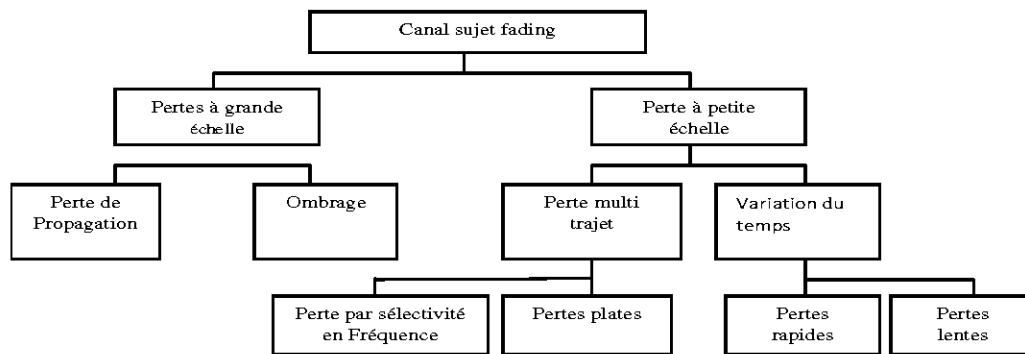 Canal sujet fading
Pertes à grande
échelle
Perte à petite
échelle
Perte de
Propagation
Ombrage
Perte multi
trajet
Variation du
temps
Perte par sélectivité
en Fréquence
Pertes plates
Pertes
rapides
Pertes
lentes